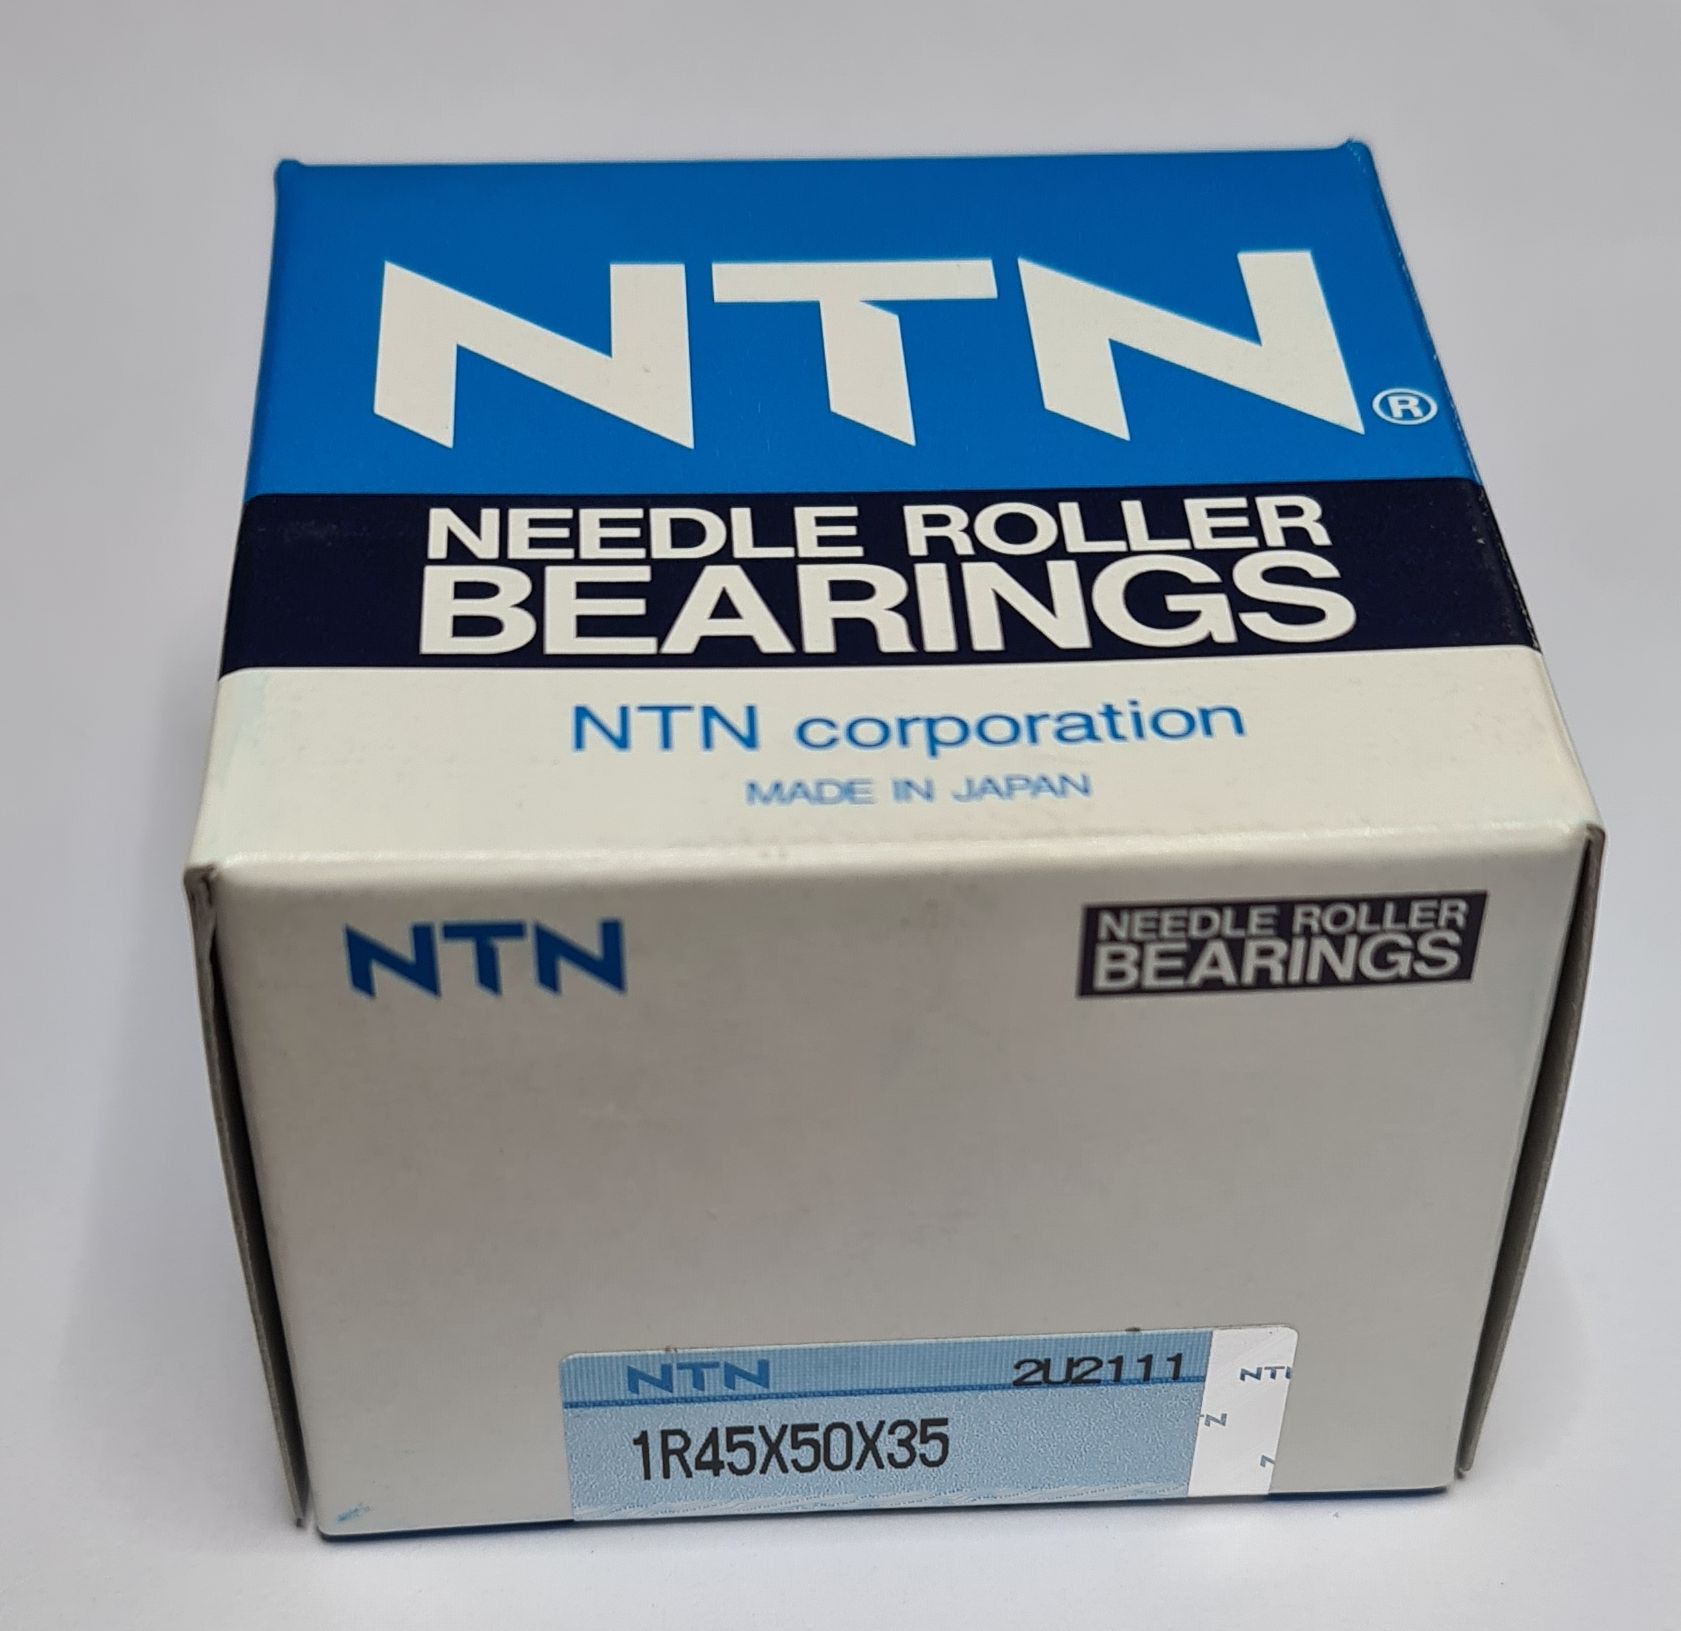 NTN®
NEEDLE ROLLER
BEARINGS
NTN corporation
MADE IN JAPAN
NTN
NEEDLE ROLLER
BEARINGS
NTN 2U2111
1R45X50X35